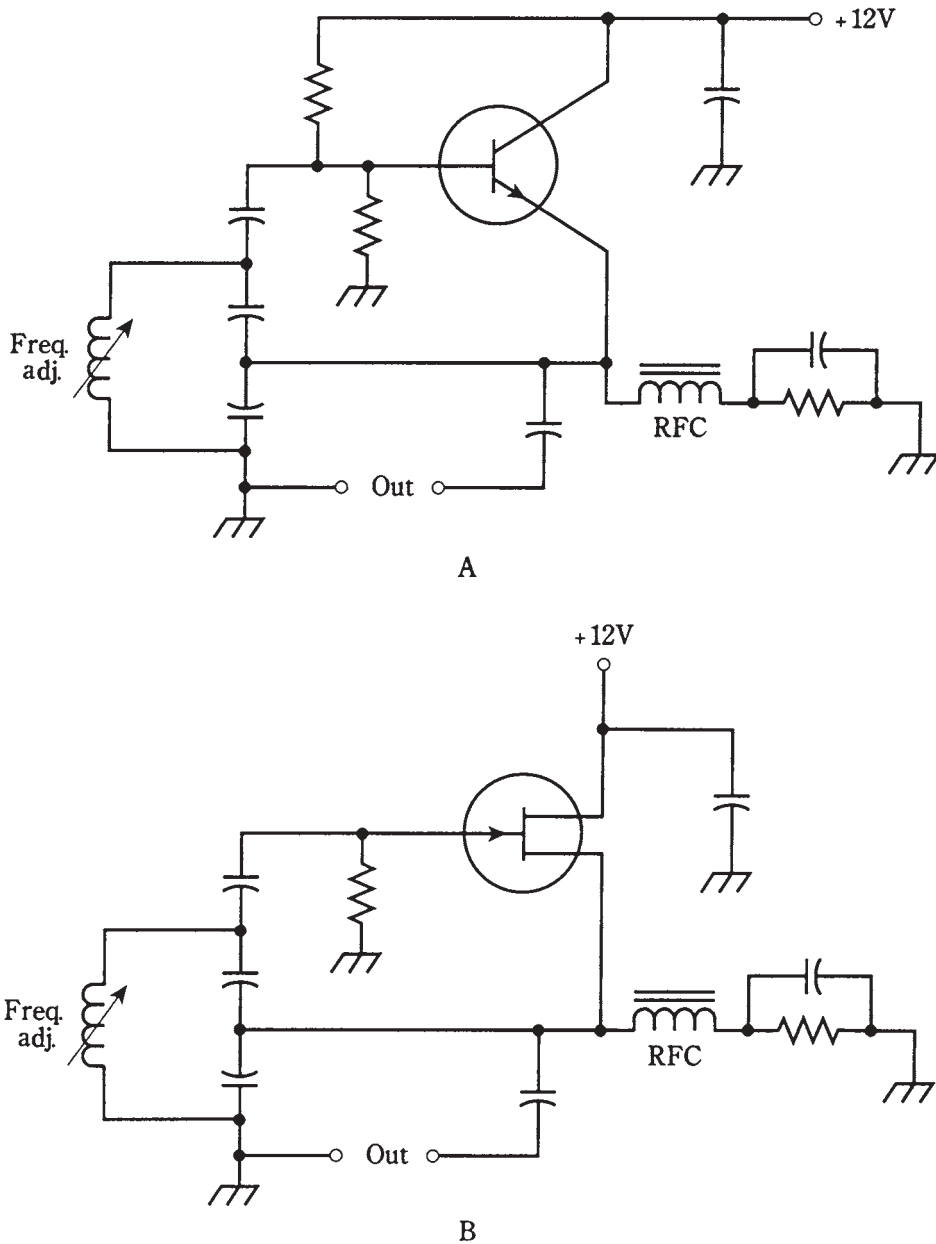 +12V
Freq.
adj.
RFC
Out
A
+12V
Freq.
adj.
RFC
Out
B